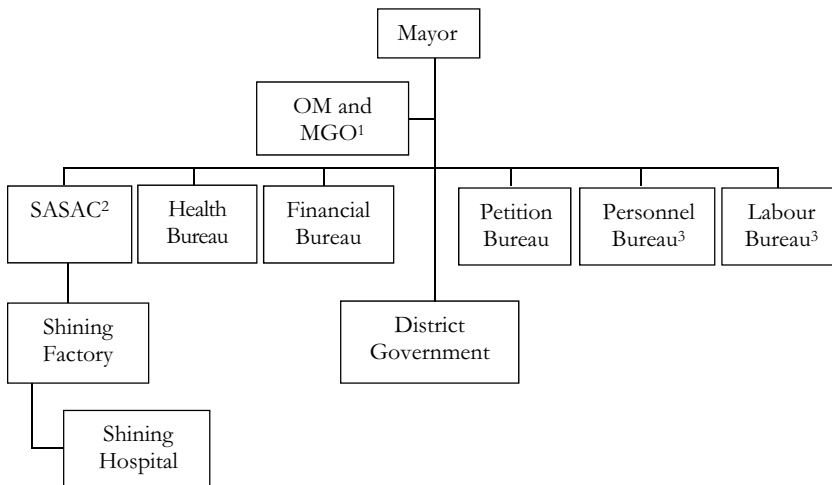 Mayor
OM and
MGO¹
SASAC²
Health
Bureau
Financial
Bureau
Petition
Bureau
Personnel
Bureau³
Labour
Bureau³
Shining
Factory
District
Government
Shining
Hospital